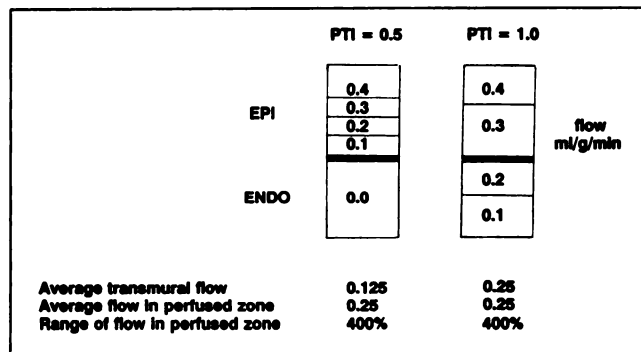 PTI = 0.5 PTI = 1.0
0.4 0.4
EPI 0.3 0.3 flow
0.2 ml/g/min
0.1
0.2
ENDO 0.0
0.1
Average transmural flow 0.125 0.25
Average flow in perfused zone 0.25 0.25
Range of flow in perfused zone 400% 400%